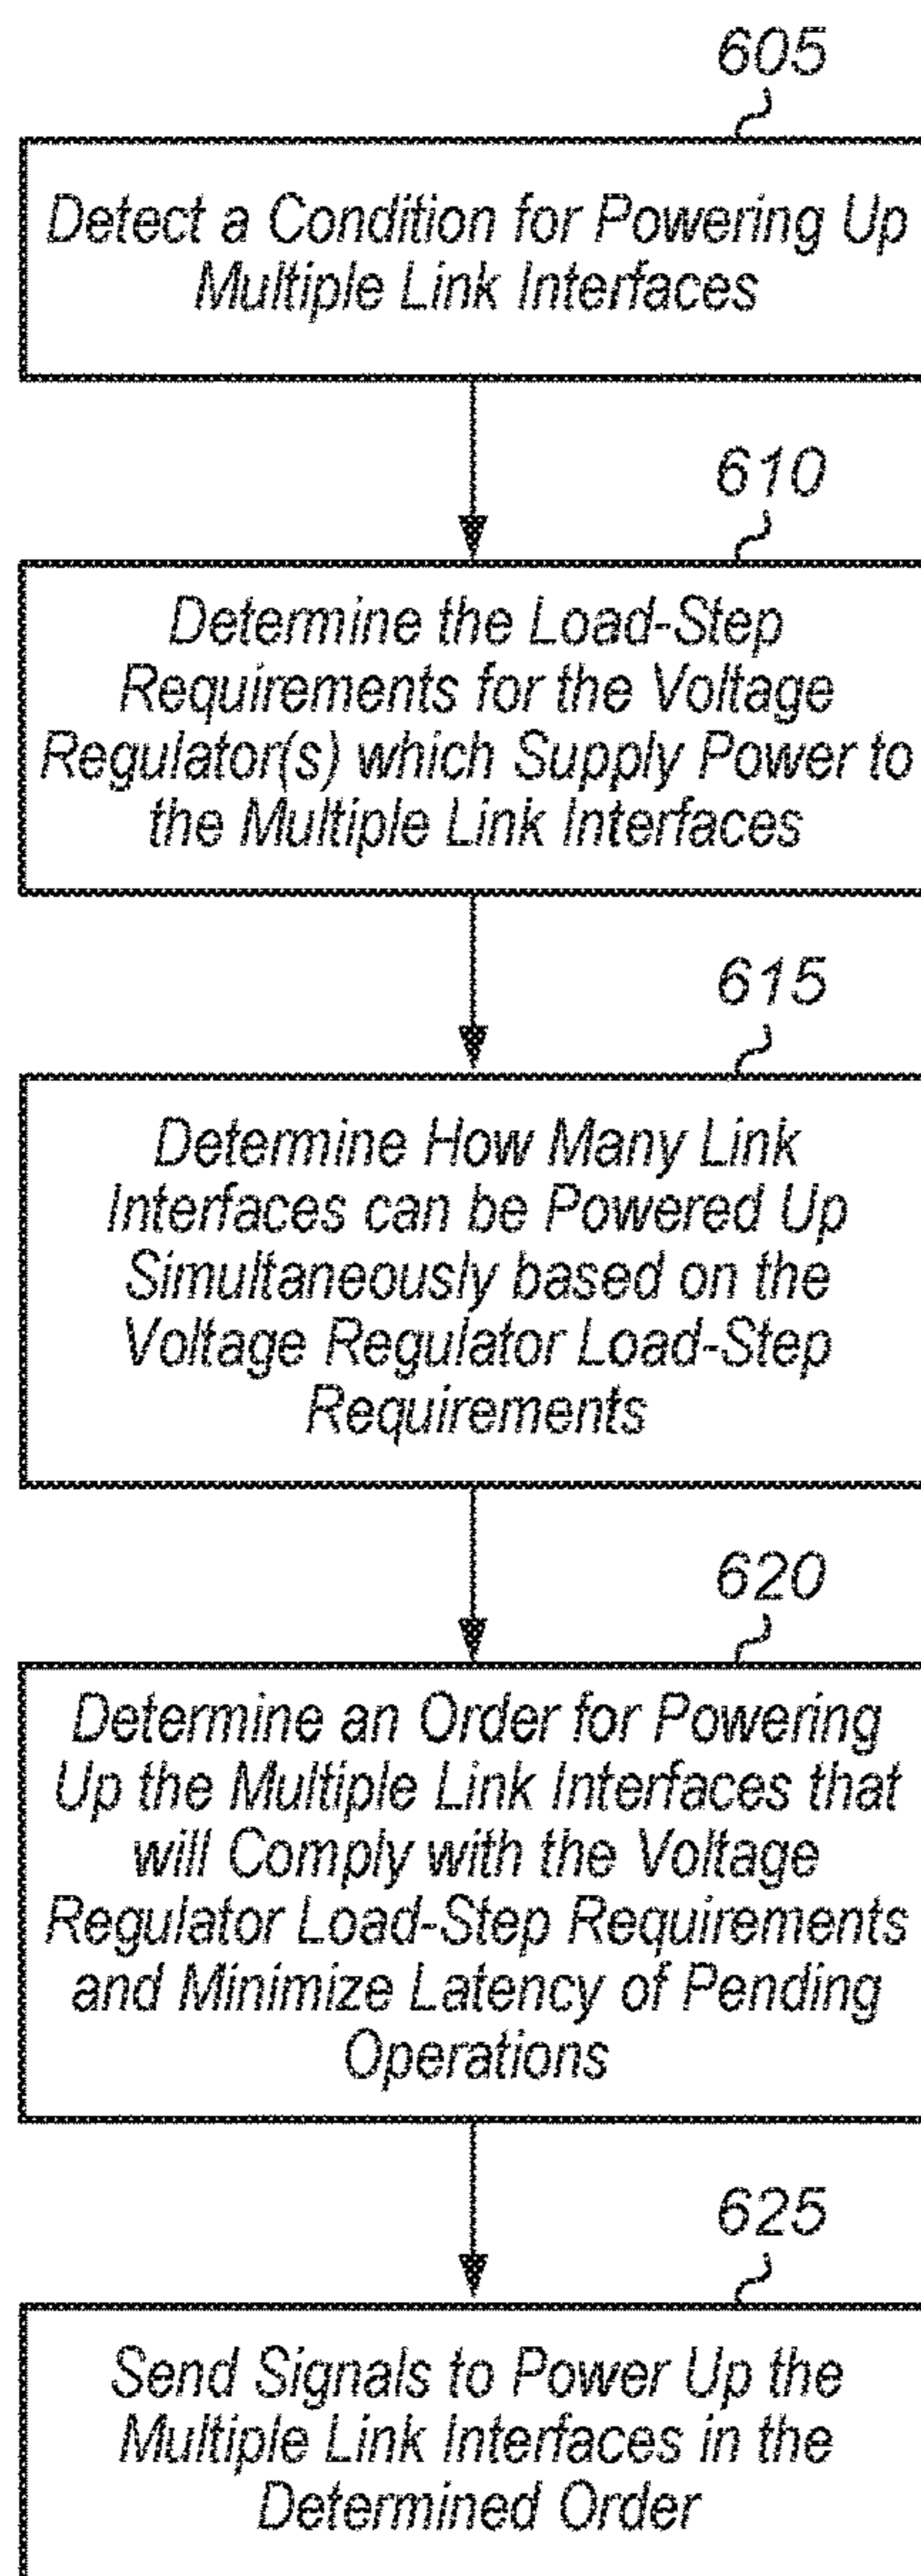 605
Detect a Condition for Powering Up
Multiple Link Interfaces
610
Determine the Load-Step
Requirements for the Voltage
Regulator(s) which Supply Power to
the Multiple Link Interfaces
615
Determine How Many Link
Interfaces can be Powered Up
Simultaneously based on the
Voltage Regulator Load-Step
Requirements
620
Determine an Order for Powering
Up the Multiple Link Interfaces that
will Comply with the Voltage
Regulator Load-Step Requirements
and Minimize Latency of Pending
Operations
625
Send Signals to Power Up the
Multiple Link Interfaces in the
Determined Order